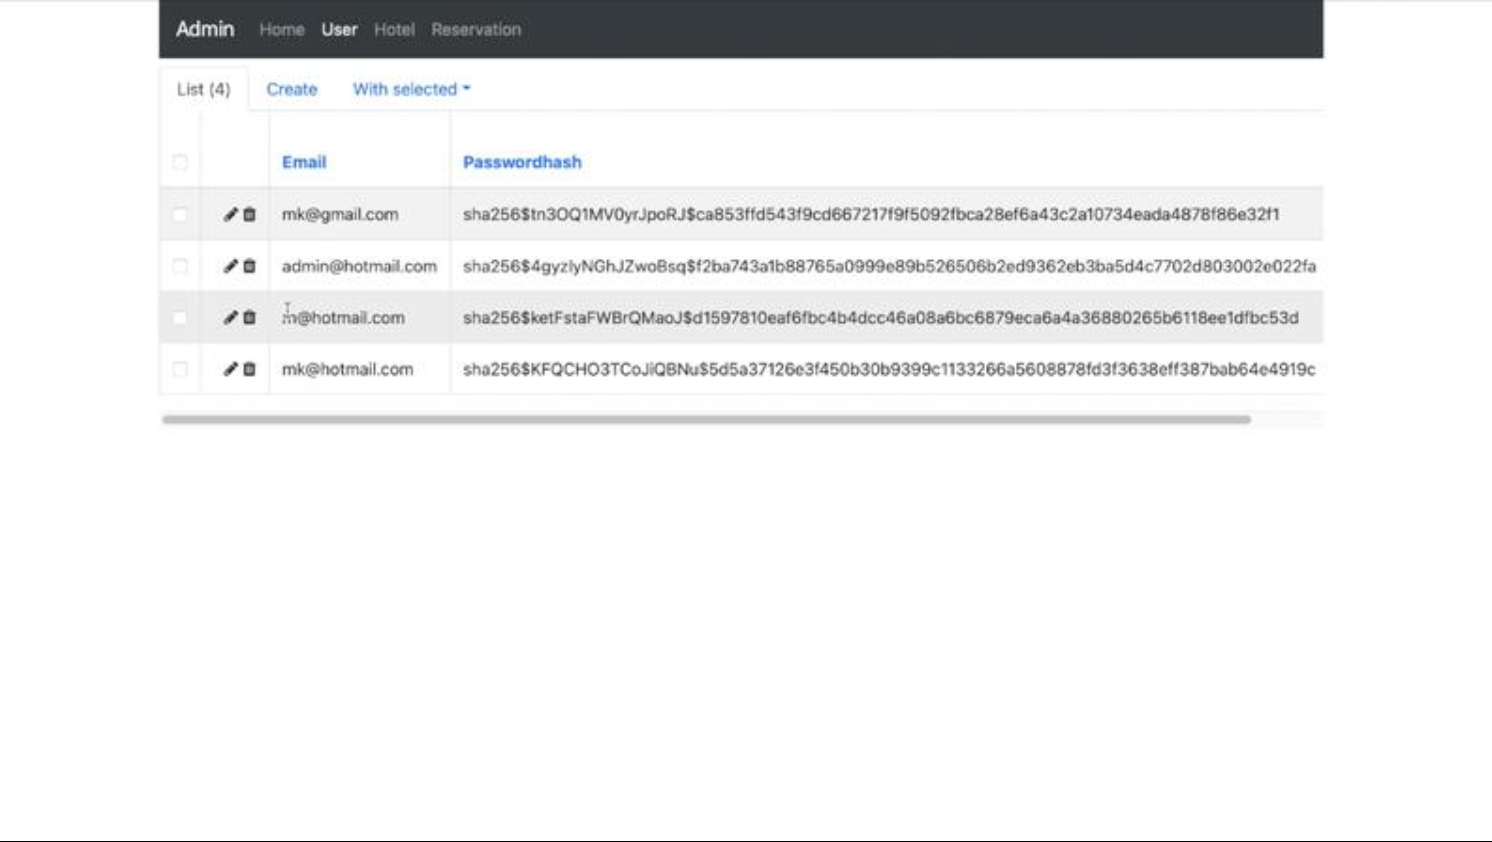 Admin Home User Hotel Reservation
List (4) Create With selected
Email Passwordhash
mk@gmail.com sha256$tn3OQ1MV0yrJpoRJ$ca853ffd543f9cd667217f9f5092fbca28ef6a43c2a10734eada4878f86e32f1
admin@hotmail.com sha256$4gyzlyNGhJZwoBsq$f2ba743a1b88765a0999e89b526506b2ed9362eb3ba5d4c7702d803002e022fa
m@hotmail.com sha256$ketFstaFWBrQMaoJ$d1597810eaf6fbc4b4dcc46a08a6bc6879eca6a4a36880265b6118ee1dfbc53d
mk@hotmail.com sha256$KFQCHO3TCoJiQBNu$5d5a37126e3f450b30b9399c1133266a5608878fd3f3638eff387bab64e4919c